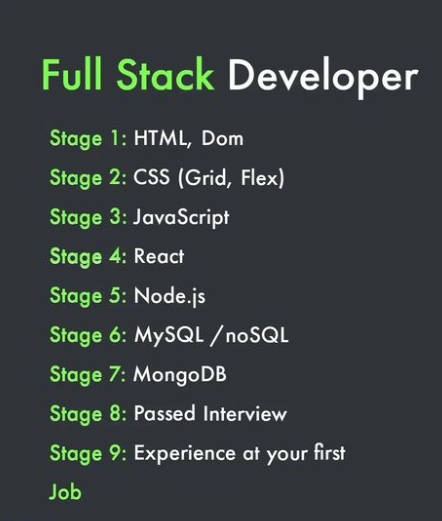 Full Stack Developer
Stage 1: HTML, Dom
Stage 2: CSS (Grid, Flex)
Stage 3: JavaScript
Stage 4: React
Stage 5: Node.js
Stage 6: MySQL /noSQL
Stage 7: MongoDB
Stage 8: Passed Interview
Stage 9: Experience at your first
Job